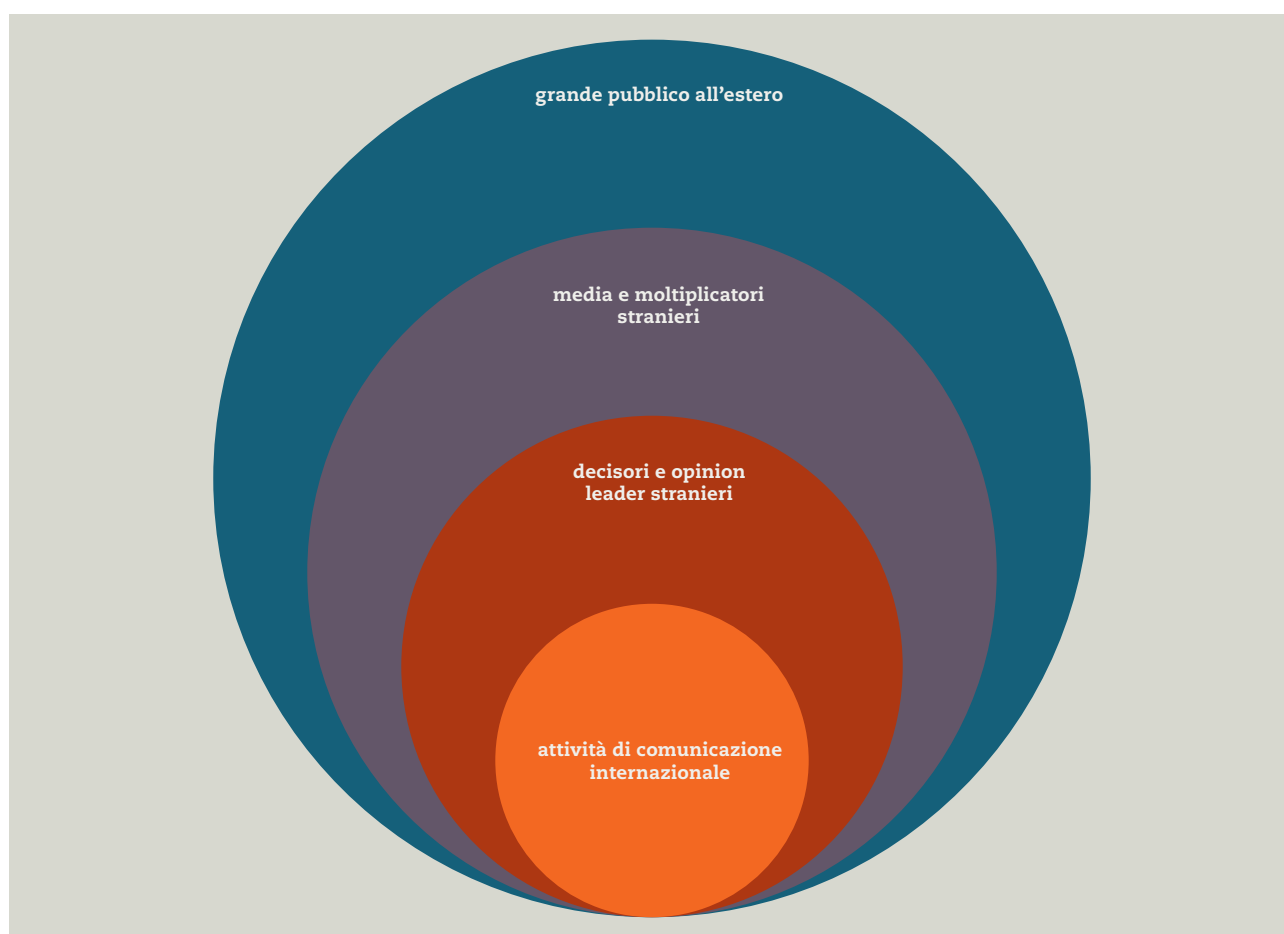 grande pubblico all’estero
media e moltiplicatori
stranieri
decisori e opinion
leader stranieri
attività di comunicazione
internazionale